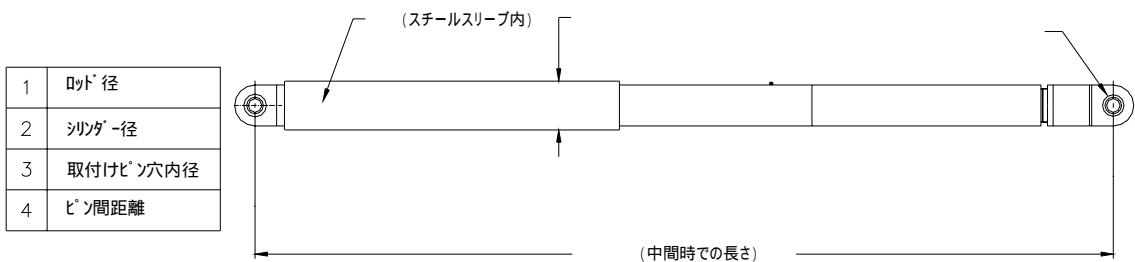 (スチールスリーブ内)
1 ロッド径
2 シリンダー径
3 取付けピン穴内径
4 ピン間距離
(中間時での長さ)